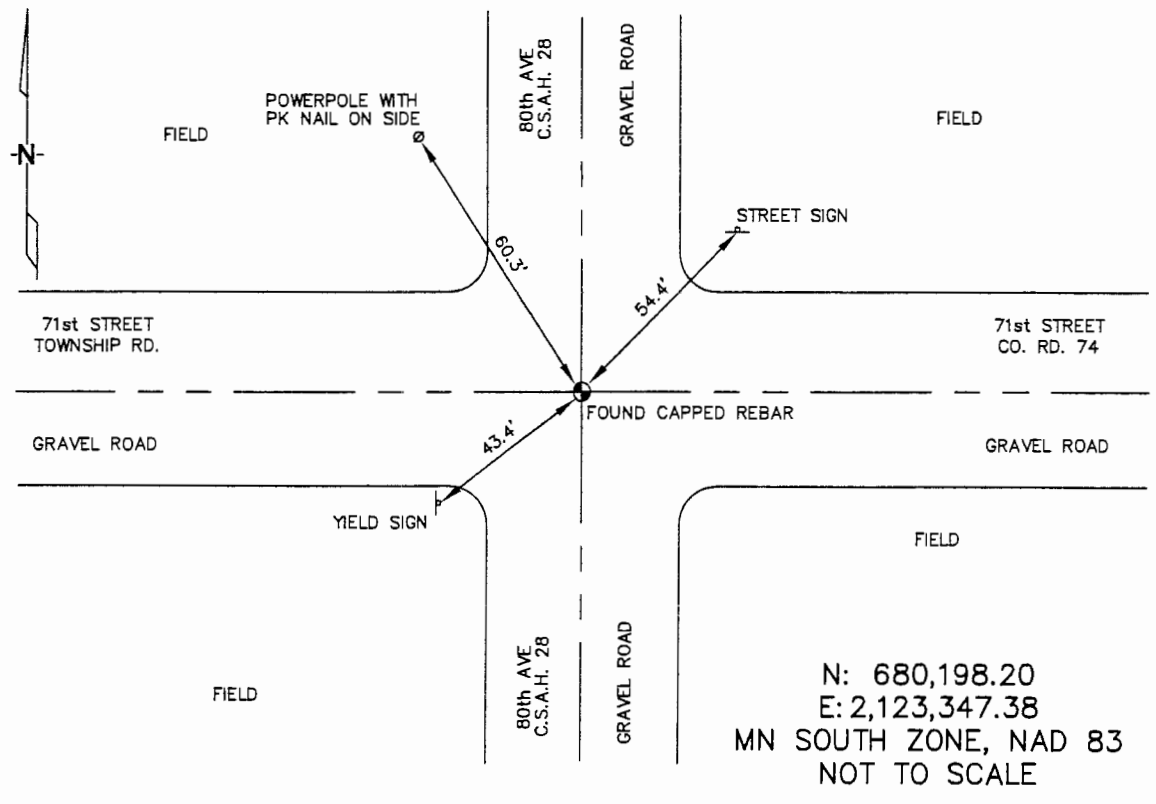 80th AVE
C.S.A.H. 28
GRAVEL ROAD
POWERPOLE WITH
PK NAIL ON SIDE
FIELD
FIELD
N
STREET SIGN
60.3'
54.4'
71st STREET
TOWNSHIP RD.
71st STREET
CO. RD. 74
FOUND CAPPED REBAR
GRAVEL ROAD
43.4'
GRAVEL ROAD
YIELD SIGN
FIELD
80th AVE
C.S.A.H. 28
GRAVEL ROAD
FIELD
N: 680,198.20
E: 2,123,347.38
MN SOUTH ZONE, NAD 83
NOT TO SCALE